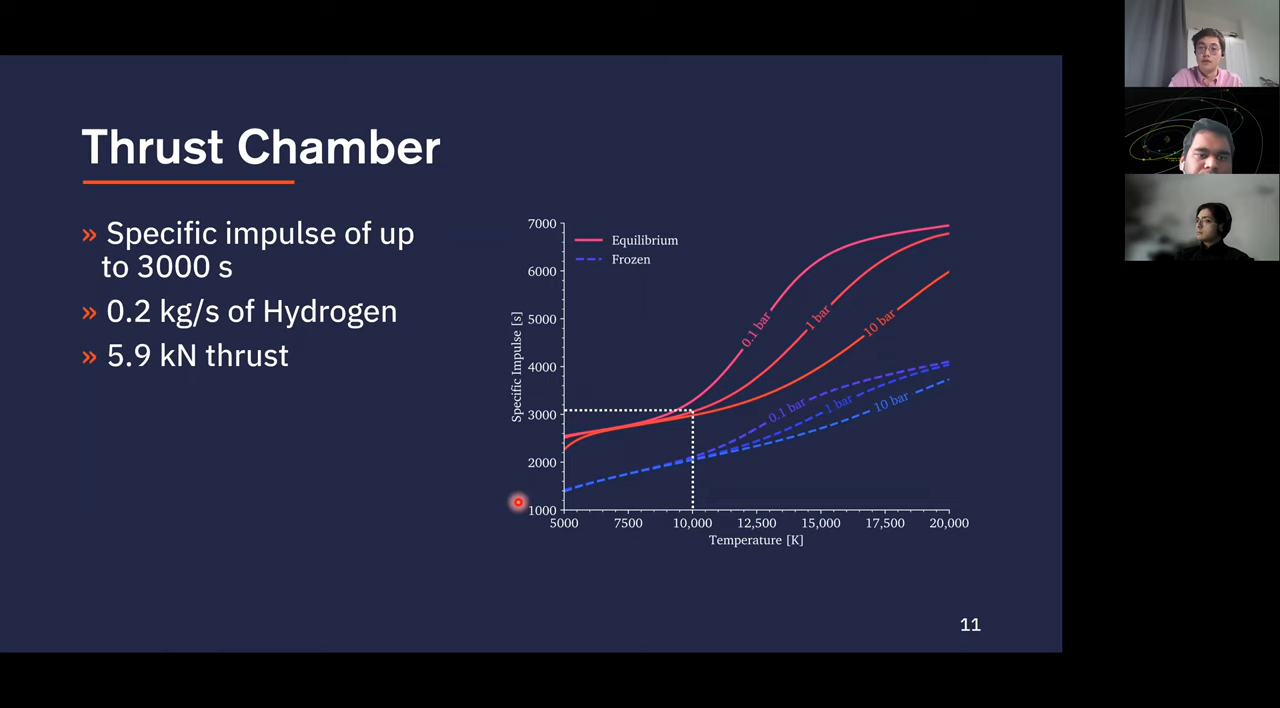 Thrust Chamber
» Specific impulse of up
to 3000 s
» 0.2 kg/s of Hydrogen
» 5.9 kN thrust
7000
6000
5000
4000
3000
2000
1000
Specific Impulse [s]
Equilibrium
Frozen
0.1 bar
1 bar
10 bar
0.1 bar
1 bar
10 bar
5000 7500 10,000 12,500 15,000 17,500 20,000
Temperature [K]
11